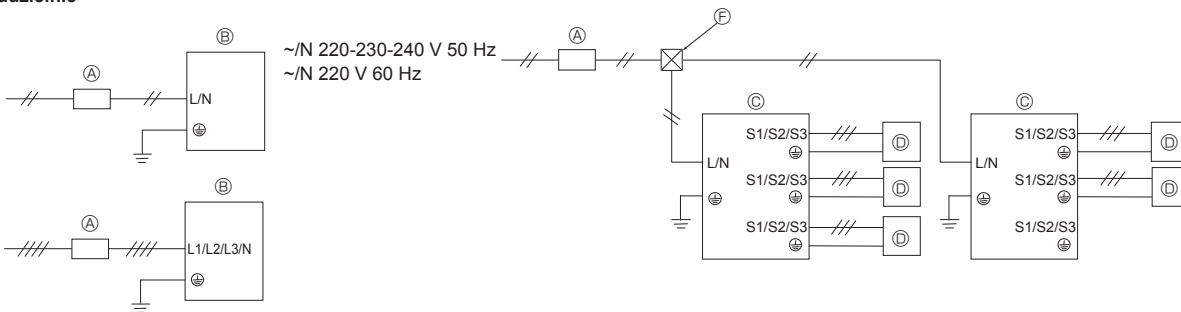 Ⓑ
Ⓐ
L/N
Ⓑ
Ⓐ
L1/L2/L3/N
~/N 220-230-240 V 50 Hz
~/N 220 V 60 Hz
Ⓐ
Ⓕ
Ⓒ
S1/S2/S3
Ⓓ
L/N
S1/S2/S3
Ⓓ
S1/S2/S3
Ⓓ
Ⓒ
S1/S2/S3
Ⓓ
L/N
S1/S2/S3
Ⓓ
S1/S2/S3